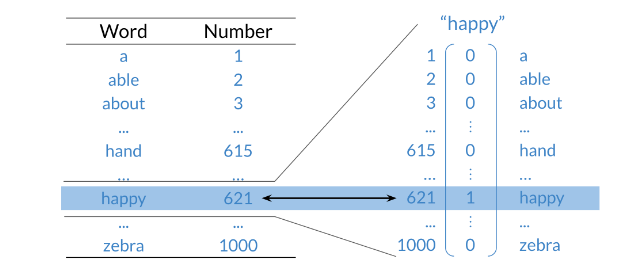 Word Number “happy”
a 1 1 0 a
able 2 2 0 able
about 3 3 0 about
... ... ... ⋮ ...
hand 615 615 0 hand
... ... ... ⋮ ...
happy 621 621 1 happy
... ... ... ⋮ ...
zebra 1000 1000 0 zebra